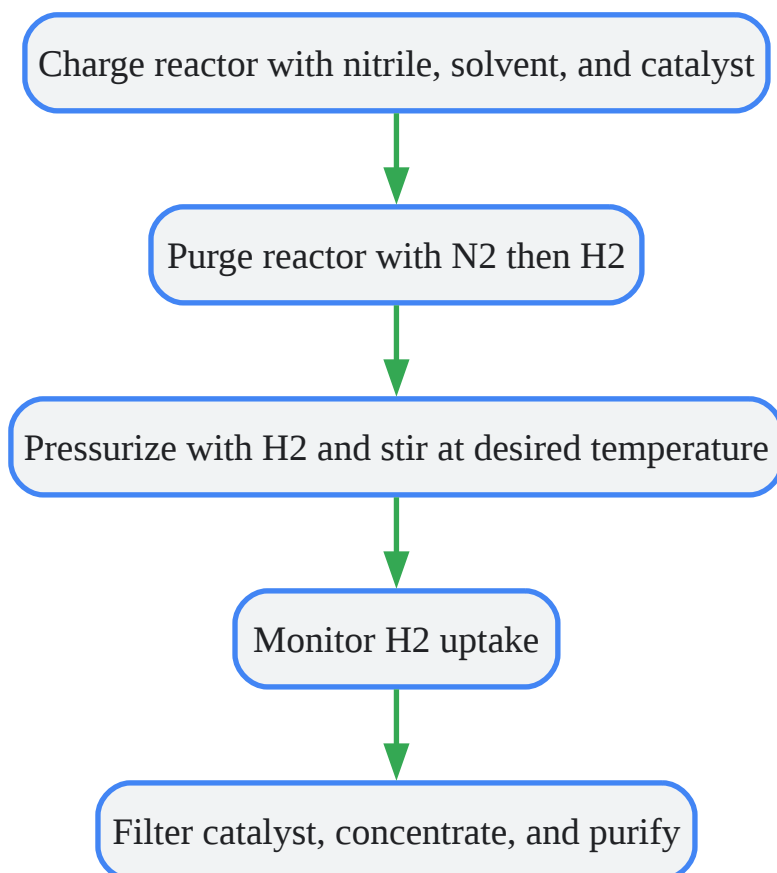 Charge reactor with nitrile, solvent, and catalyst
Purge reactor with N2 then H2
Pressurize with H2 and stir at desired temperature
Monitor H2 uptake
Filter catalyst, concentrate, and purify